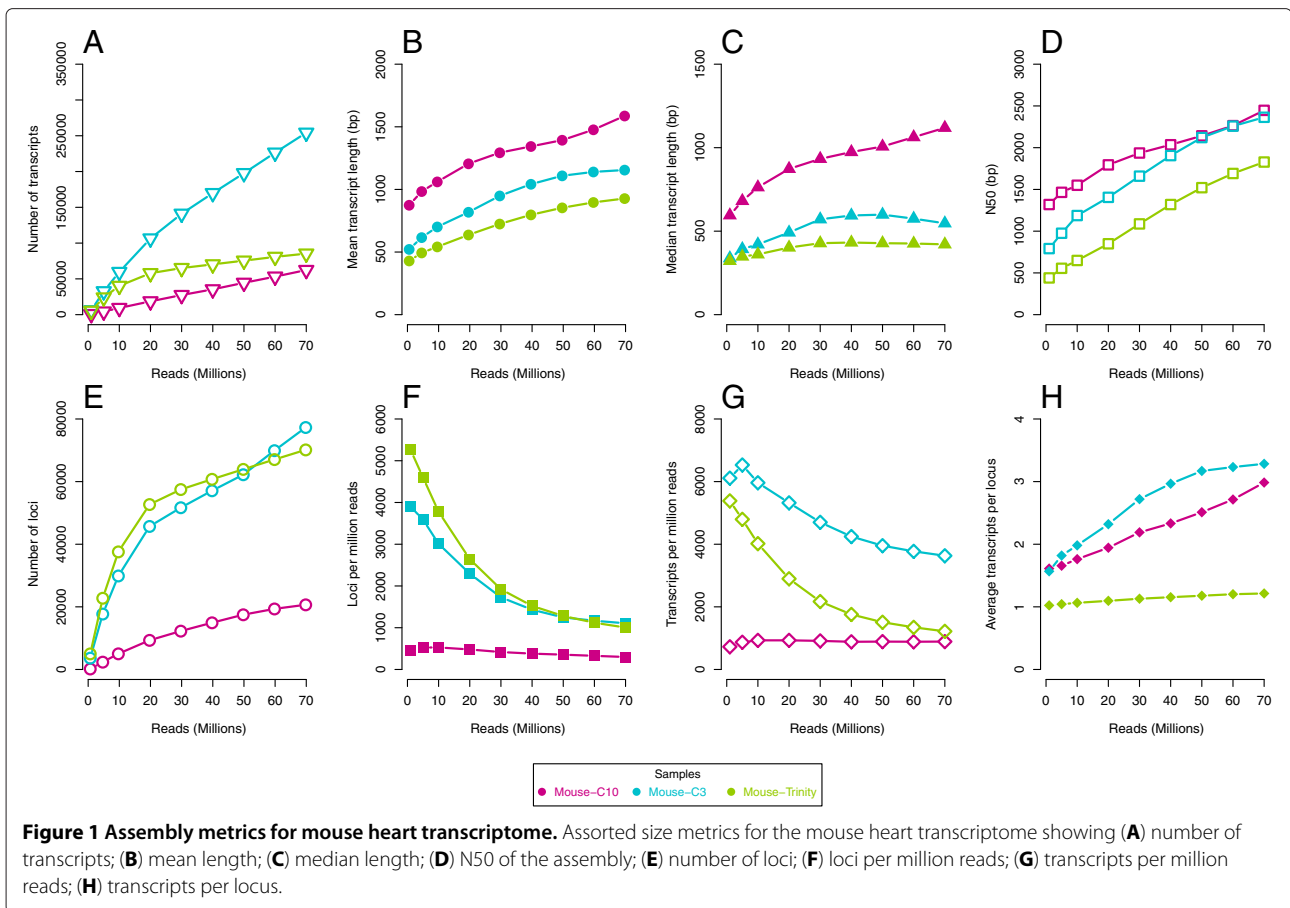 A
Number of transcripts
0 50000 150000 250000 350000
0 10 20 30 40 50 60 70
Reads (Millions)
B
Mean transcript length (bp)
0 500 1000 1500 2000
0 10 20 30 40 50 60 70
Reads (Millions)
C
Median transcript length (bp)
0 500 1000 1500
0 10 20 30 40 50 60 70
Reads (Millions)
D
N50 (bp)
0 500 1000 1500 2000 2500 3000
0 10 20 30 40 50 60 70
Reads (Millions)
E
Number of loci
0 20000 40000 60000 80000
0 10 20 30 40 50 60 70
Reads (Millions)
F
Loci per million reads
0 1000 2000 3000 4000 5000 6000
0 10 20 30 40 50 60 70
Reads (Millions)
G
Transcripts per million reads
0 2000 4000 6000 8000
0 10 20 30 40 50 60 70
Reads (Millions)
H
Average transcripts per locus
0 1 2 3 4
0 10 20 30 40 50 60 70
Reads (Millions)
Samples
Mouse−C10 Mouse−C3 Mouse−Trinity
Figure 1 Assembly metrics for mouse heart transcriptome. Assorted size metrics for the mouse heart transcriptome showing (A) number of
transcripts; (B) mean length; (C) median length; (D) N50 of the assembly; (E) number of loci; (F) loci per million reads; (G) transcripts per million
reads; (H) transcripts per locus.